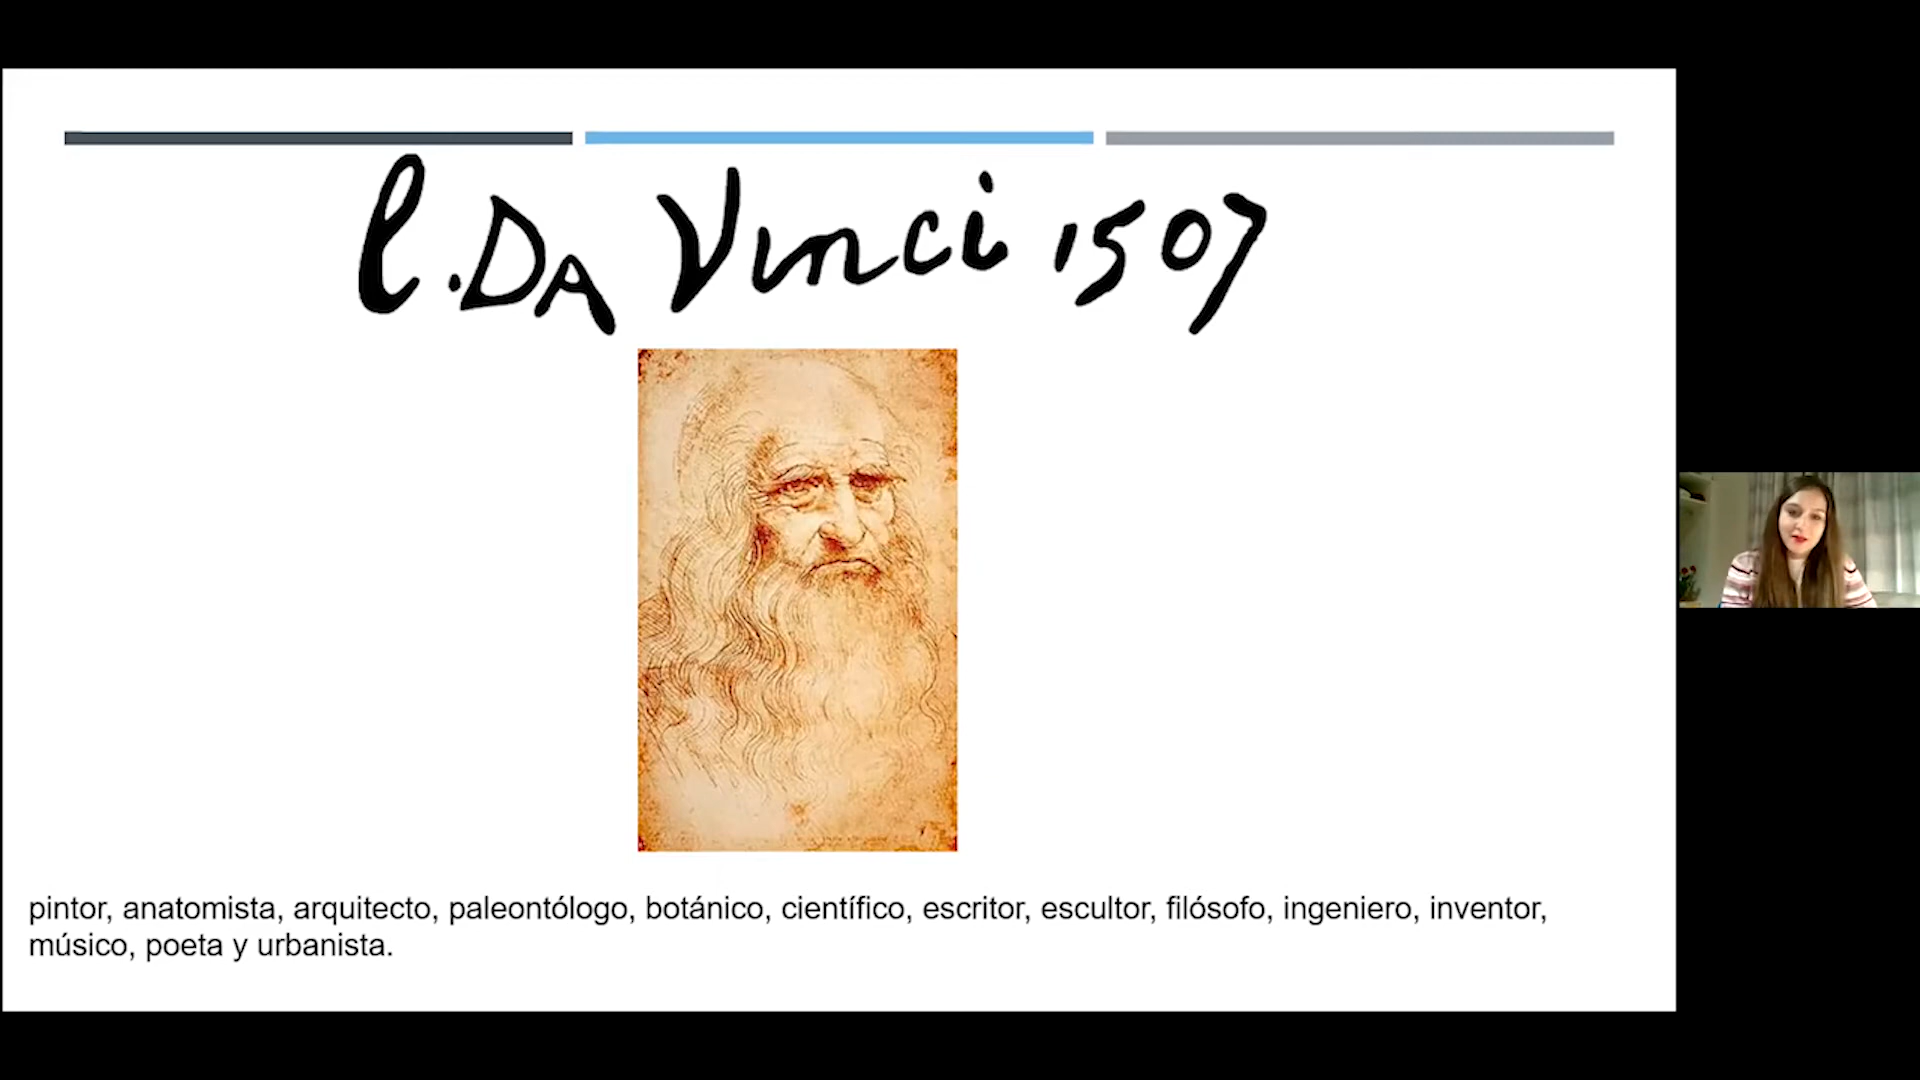 L. DA Vinci 1507
pintor, anatomista, arquitecto, paleontólogo, botánico, científico, escritor, escultor, filósofo, ingeniero, inventor,
músico, poeta y urbanista.